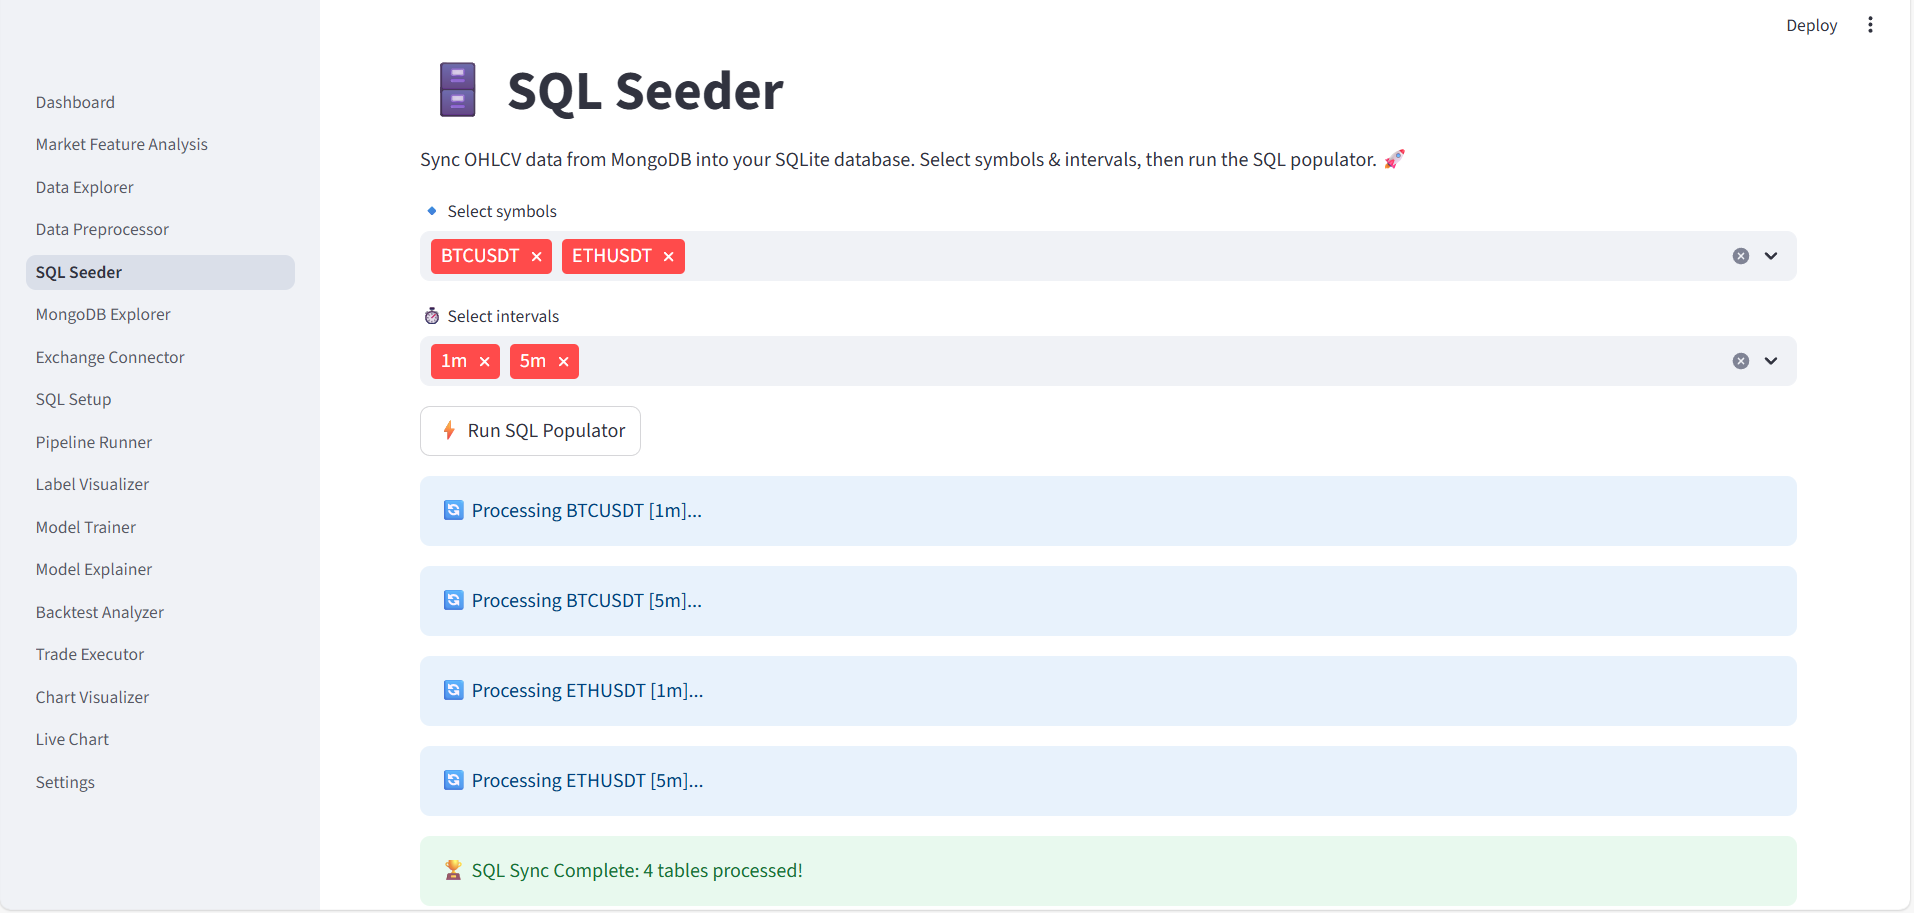 Deploy
Dashboard
Market Feature Analysis
Data Explorer
Data Preprocessor
SQL Seeder
MongoDB Explorer
Exchange Connector
SQL Setup
Pipeline Runner
Label Visualizer
Model Trainer
Model Explainer
Backtest Analyzer
Trade Executor
Chart Visualizer
Live Chart
Settings
SQL Seeder
Sync OHLCV data from MongoDB into your SQLite database. Select symbols & intervals, then run the SQL populator. 🚀
🔹 Select symbols
BTCUSDT × ETHUSDT ×
⏱️ Select intervals
1m × 5m ×
⚡ Run SQL Populator
🔄 Processing BTCUSDT [1m]...
🔄 Processing BTCUSDT [5m]...
🔄 Processing ETHUSDT [1m]...
🔄 Processing ETHUSDT [5m]...
🏆 SQL Sync Complete: 4 tables processed!